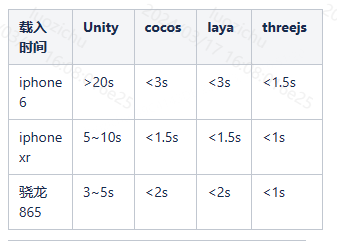 载入 Unity cocos laya threejs
时间
iphone >20s <3s <3s <1.5s
6
iphone 5~10s <1.5s <1.5s <1s
xr
骁龙 3~5s <2s <2s <1s
865